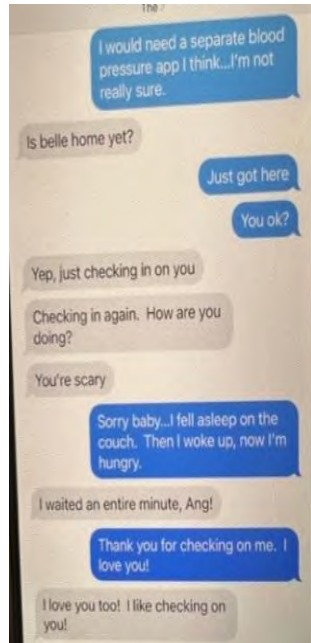 I would need a separate blood
pressure app I think...I'm not
really sure.
Is belle home yet?
Just got here
You ok?
Yep, just checking in on you
Checking in again. How are you
doing?
You're scary
Sorry baby...I fell asleep on the
couch. Then I woke up, now I'm
hungry.
I waited an entire minute, Ang!
Thank you for checking on me. I
love you!
I love you too! I like checking on
you!